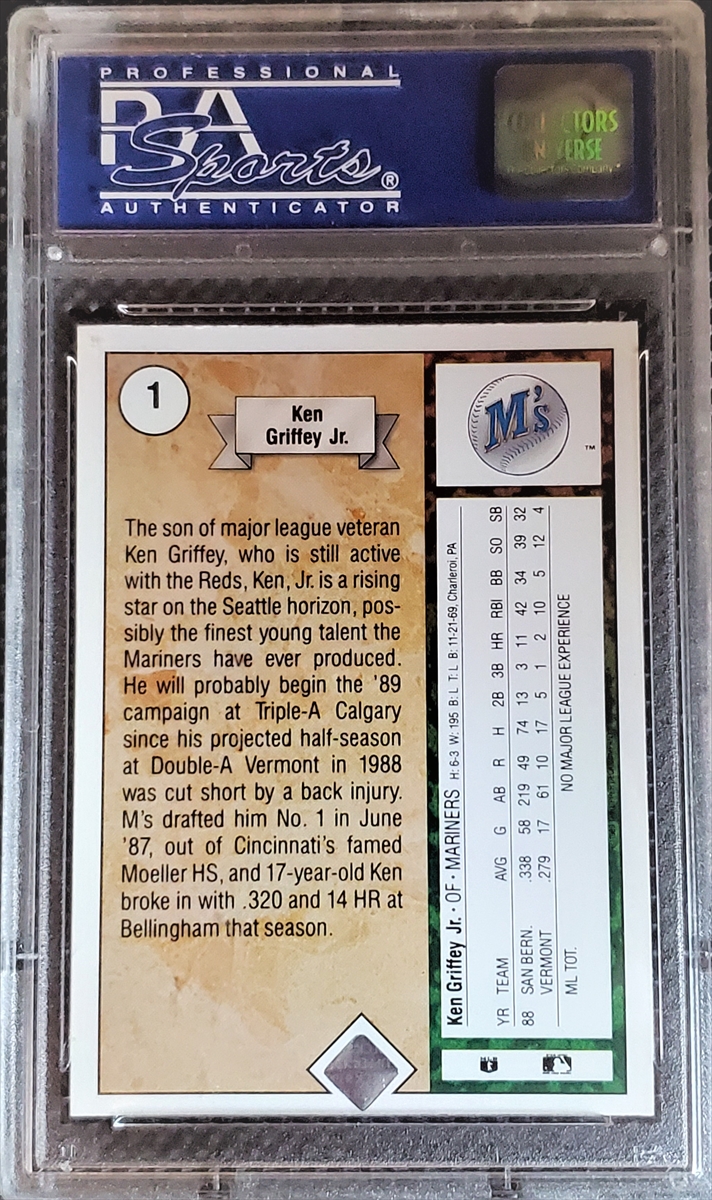 PROFESSIONAL
PSA
Sports®
AUTHENTICATOR
COLLECTORS
UNIVERSE
1
Ken
Griffey Jr.
M's
™
The son of major league veteran
Ken Griffey, who is still active
with the Reds, Ken, Jr. is a rising
star on the Seattle horizon, pos-
sibly the finest young talent the
Mariners have ever produced.
He will probably begin the '89
campaign at Triple-A Calgary
since his projected half-season
at Double-A Vermont in 1988
was cut short by a back injury.
M's drafted him No. 1 in June
'87, out of Cincinnati's famed
Moeller HS, and 17-year-old Ken
broke in with .320 and 14 HR at
Bellingham that season.
Ken Griffey Jr. • OF • MARINERS H: 6-3 W: 195 B: L T: L B: 11-21-69, Charleroi, PA
YR TEAM AVG G AB R H 2B 3B HR RBI BB SO SB
88 SAN BERN. .338 58 219 49 74 13 3 11 42 34 39 32
VERMONT .279 17 61 10 17 5 1 2 10 5 12 4
ML TOT. NO MAJOR LEAGUE EXPERIENCE